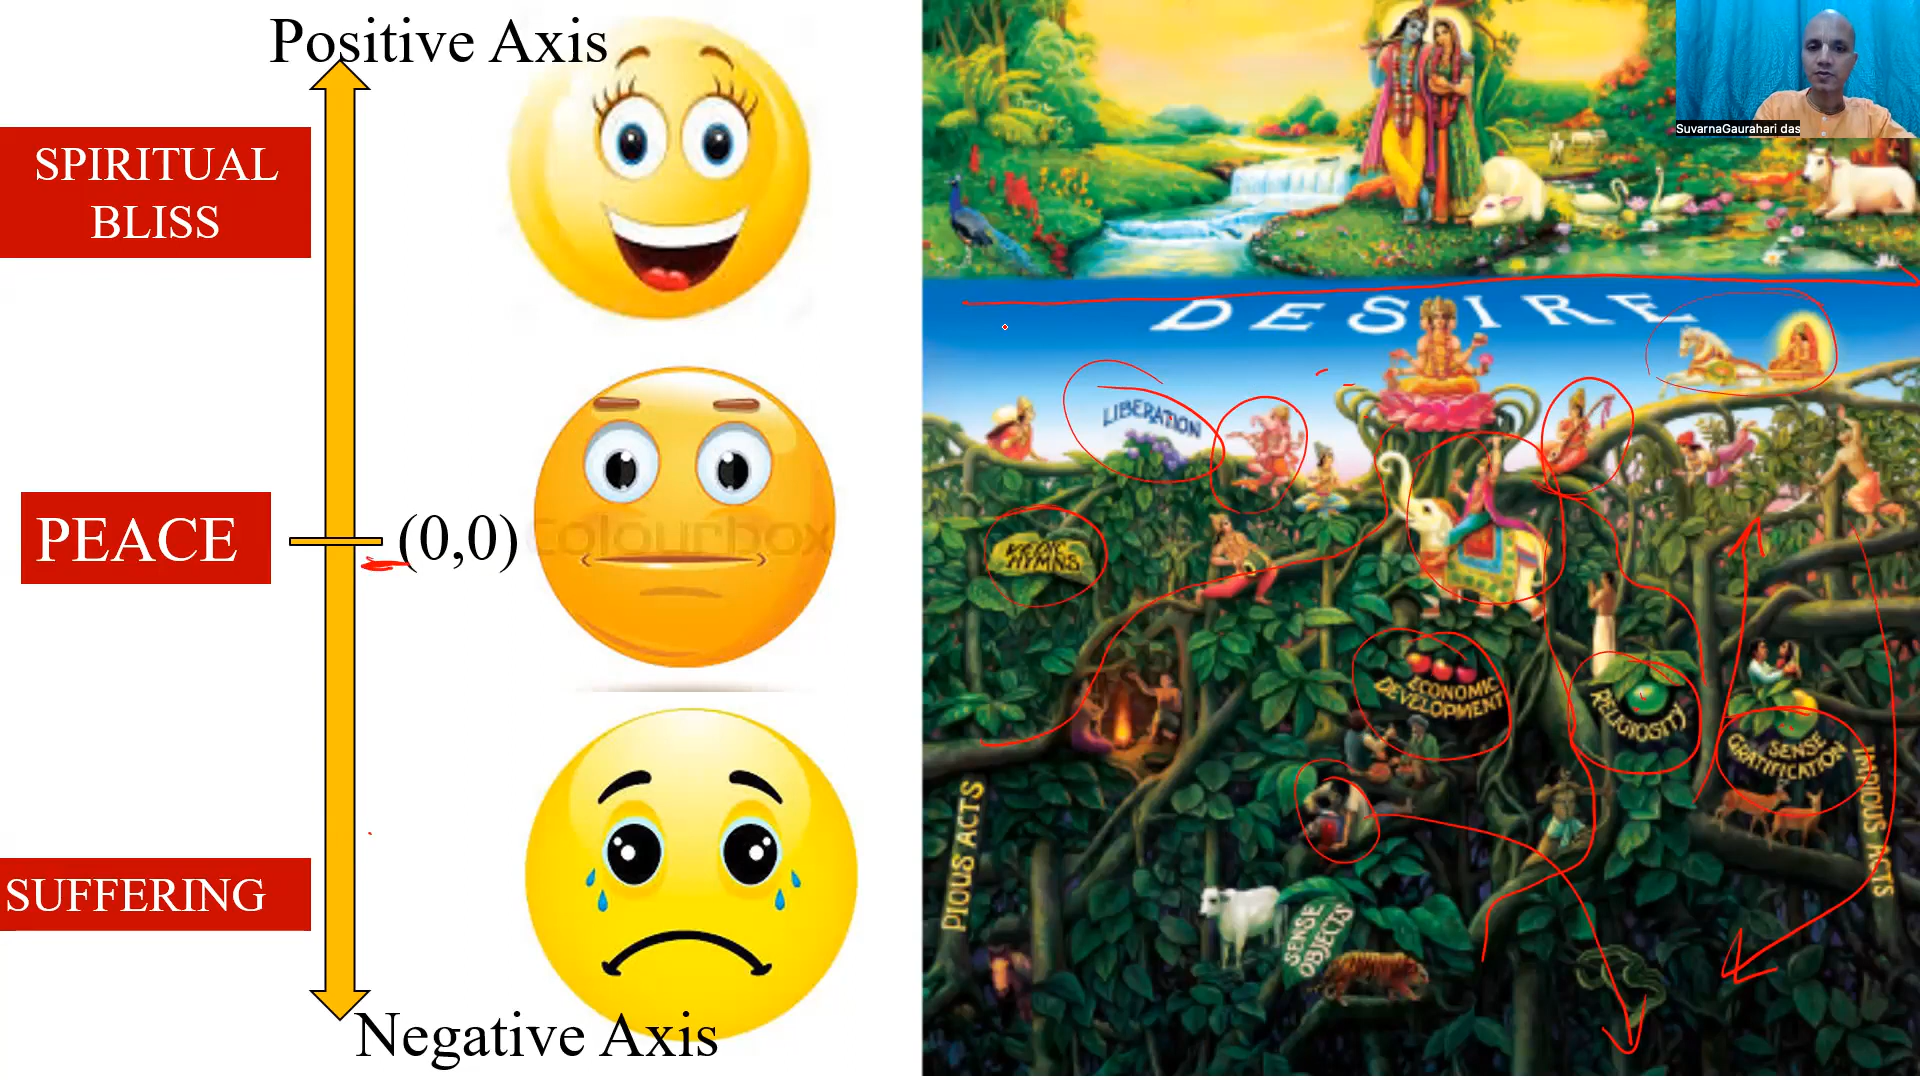 Positive Axis
SPIRITUAL
BLISS
PEACE
(0,0)
colourbox
SUFFERING
Negative Axis
SuvarnaGaurahari das
DESIRE
LIBERATION
VEDIC
HYMNS
ECONOMIC
DEVELOPMENT
RELIGIOSITY
SENSE
GRATIFICATION
PIOUS ACTS
IMPIOUS ACTS
SENSE
OBJECTS